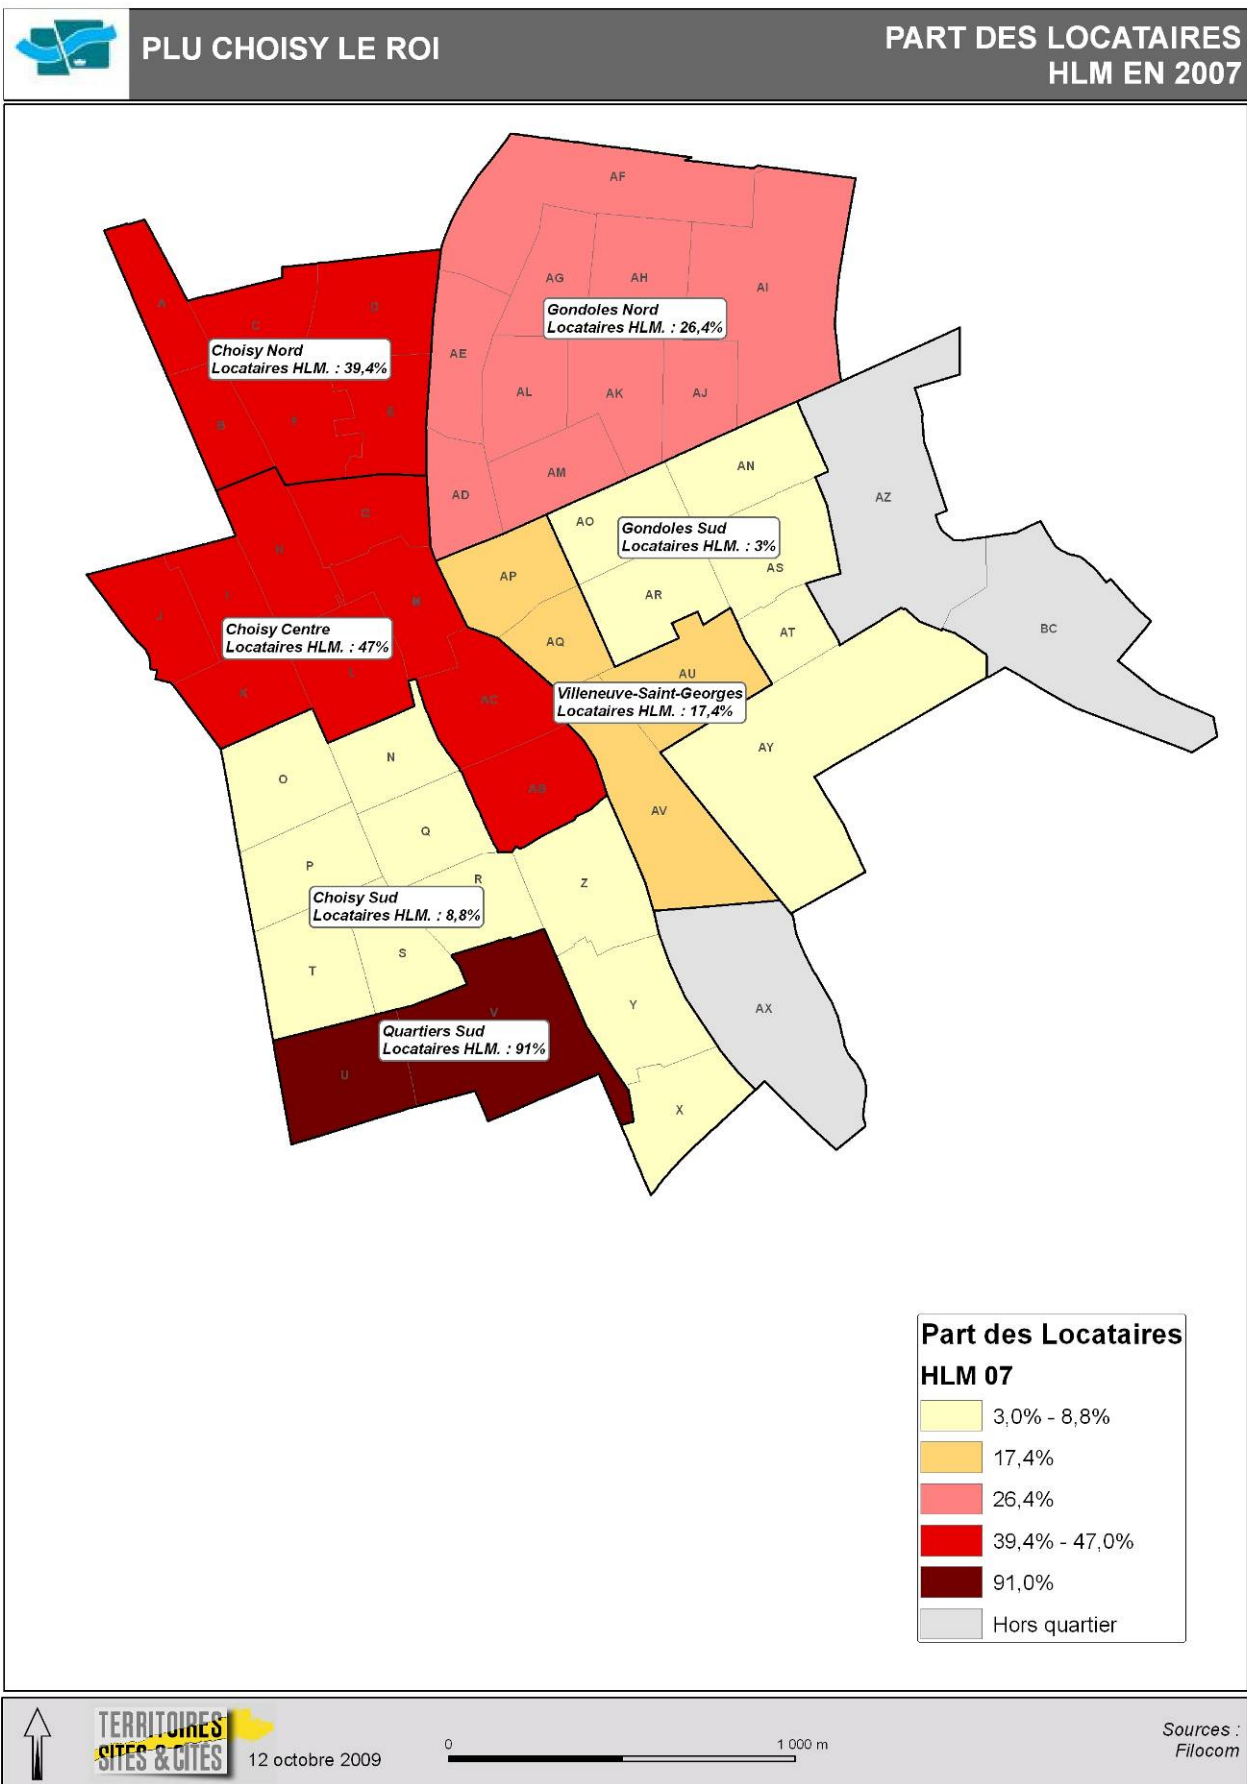 PLU CHOISY LE ROI
PART DES LOCATAIRES
HLM EN 2007
AF
A
C
D
AG
AH
AI
Gondoles Nord
Locataires HLM. : 26,4%
Choisy Nord
Locataires HLM. : 39,4%
AE
AL
AK
AJ
B
F
E
AM
AN
AD
AZ
G
AO
Gondoles Sud
Locataires HLM. : 3%
H
AP
AS
I
AR
J
M
AQ
AT
BC
Choisy Centre
Locataires HLM. : 47%
L
AU
K
AC
Villeneuve-Saint-Georges
Locataires HLM. : 17,4%
AY
N
O
AB
AV
Q
P
R
Z
Choisy Sud
Locataires HLM. : 8,8%
S
T
Y
AX
V
Quartiers Sud
Locataires HLM. : 91%
U
X
Part des Locataires
HLM 07
3,0% - 8,8%
17,4%
26,4%
39,4% - 47,0%
91,0%
Hors quartier
TERRITOIRES
SITES & CITÉS
12 octobre 2009
0
1 000 m
Sources :
Filocom